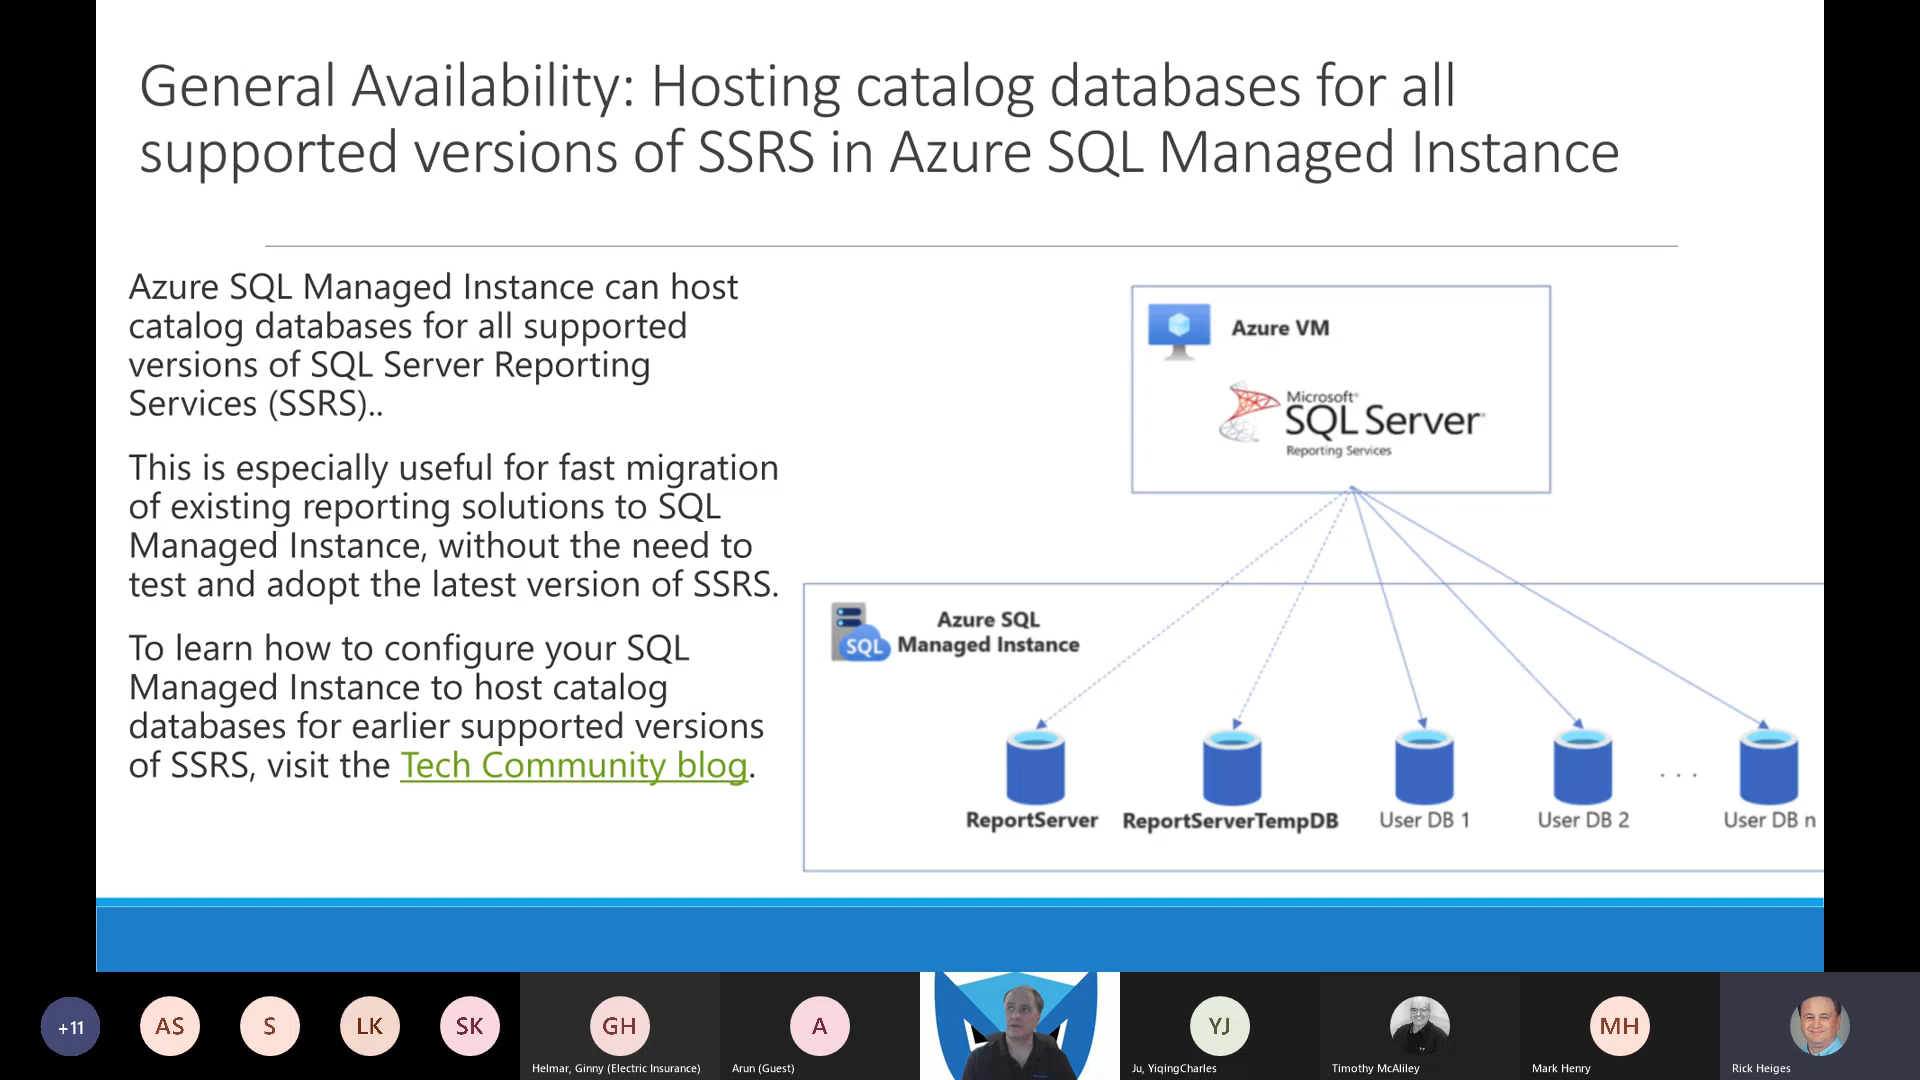 General Availability: Hosting catalog databases for all
supported versions of SSRS in Azure SQL Managed Instance
Azure SQL Managed Instance can host
catalog databases for all supported
versions of SQL Server Reporting
Services (SSRS)..
This is especially useful for fast migration
of existing reporting solutions to SQL
Managed Instance, without the need to
test and adopt the latest version of SSRS.
To learn how to configure your SQL
Managed Instance to host catalog
databases for earlier supported versions
of SSRS, visit the Tech Community blog.
Azure VM
Microsoft®
SQL Server®
Reporting Services
SQL
Azure SQL
Managed Instance
ReportServer
ReportServerTempDB
User DB 1
User DB 2
. . .
User DB n
+11
AS
S
LK
SK
GH
Helmar, Ginny (Electric Insurance)
A
Arun (Guest)
YJ
Ju, YiqingCharles
Timothy McAliley
MH
Mark Henry
Rick Heiges